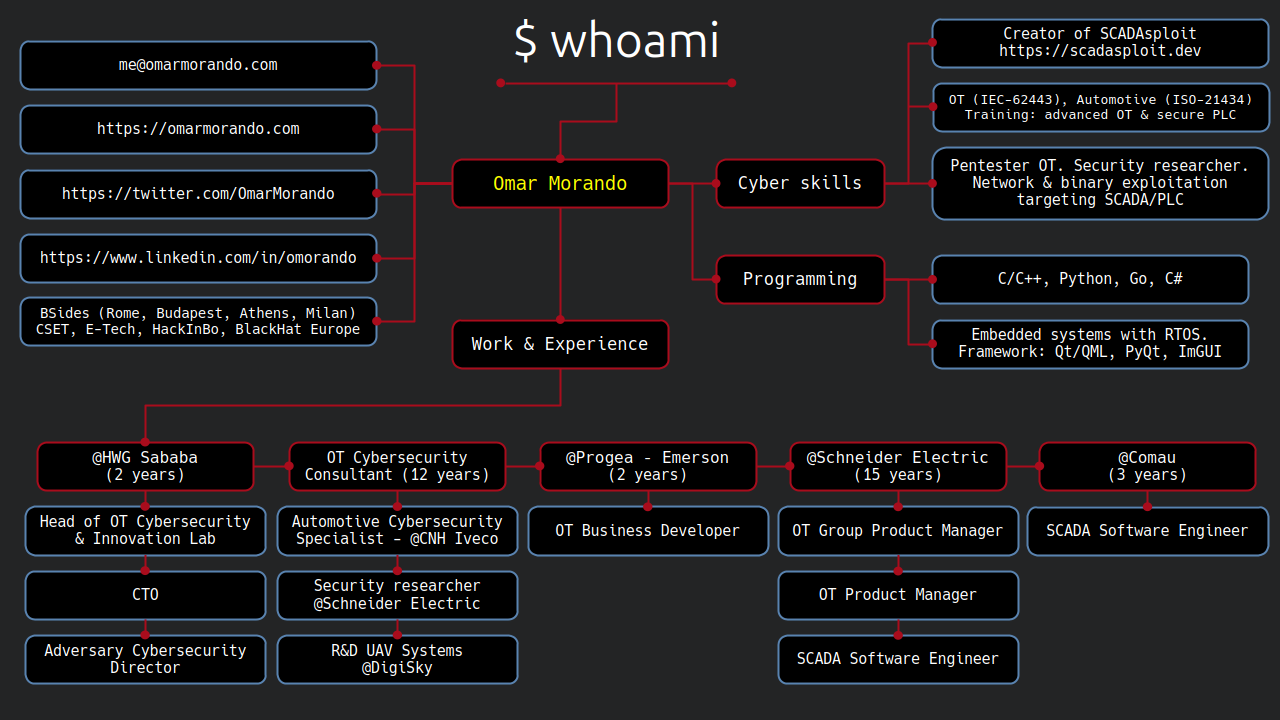 $ whoami
me@omarmorando.com
https://omarmorando.com
https://twitter.com/OmarMorando
https://www.linkedin.com/in/omorando
BSides (Rome, Budapest, Athens, Milan)
CSET, E-Tech, HackInBo, BlackHat Europe
Omar Morando
Cyber skills
Creator of SCADAsploit
https://scadasploit.dev
OT (IEC-62443), Automotive (ISO-21434)
Training: advanced OT & secure PLC
Pentester OT. Security researcher.
Network & binary exploitation
targeting SCADA/PLC
Programming
C/C++, Python, Go, C#
Embedded systems with RTOS.
Framework: Qt/QML, PyQt, ImGUI
Work & Experience
@HWG Sababa
(2 years)
Head of OT Cybersecurity
& Innovation Lab
CTO
Adversary Cybersecurity
Director
OT Cybersecurity
Consultant (12 years)
Automotive Cybersecurity
Specialist - @CNH Iveco
Security researcher
@Schneider Electric
R&D UAV Systems
@DigiSky
@Progea - Emerson
(2 years)
OT Business Developer
@Schneider Electric
(15 years)
OT Group Product Manager
OT Product Manager
SCADA Software Engineer
@Comau
(3 years)
SCADA Software Engineer